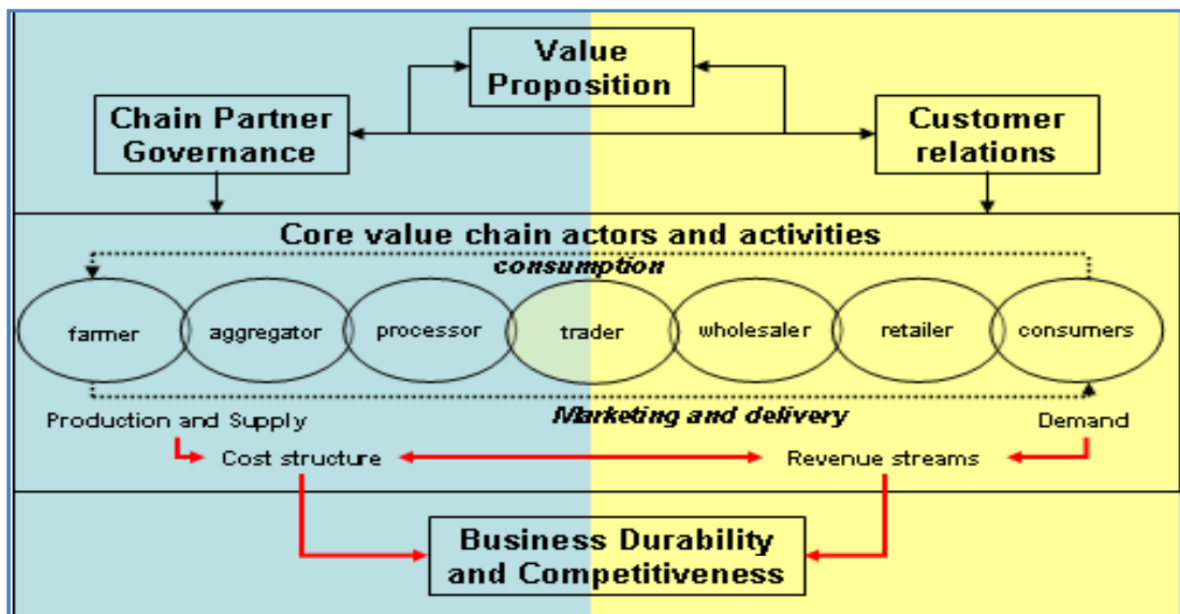 Value
Proposition
Chain Partner
Governance
Customer
relations
Core value chain actors and activities
consumption
farmer
aggregator
processor
trader
wholesaler
retailer
consumers
Marketing and delivery
Production and Supply
Demand
Cost structure
Revenue streams
Business Durability
and Competitiveness